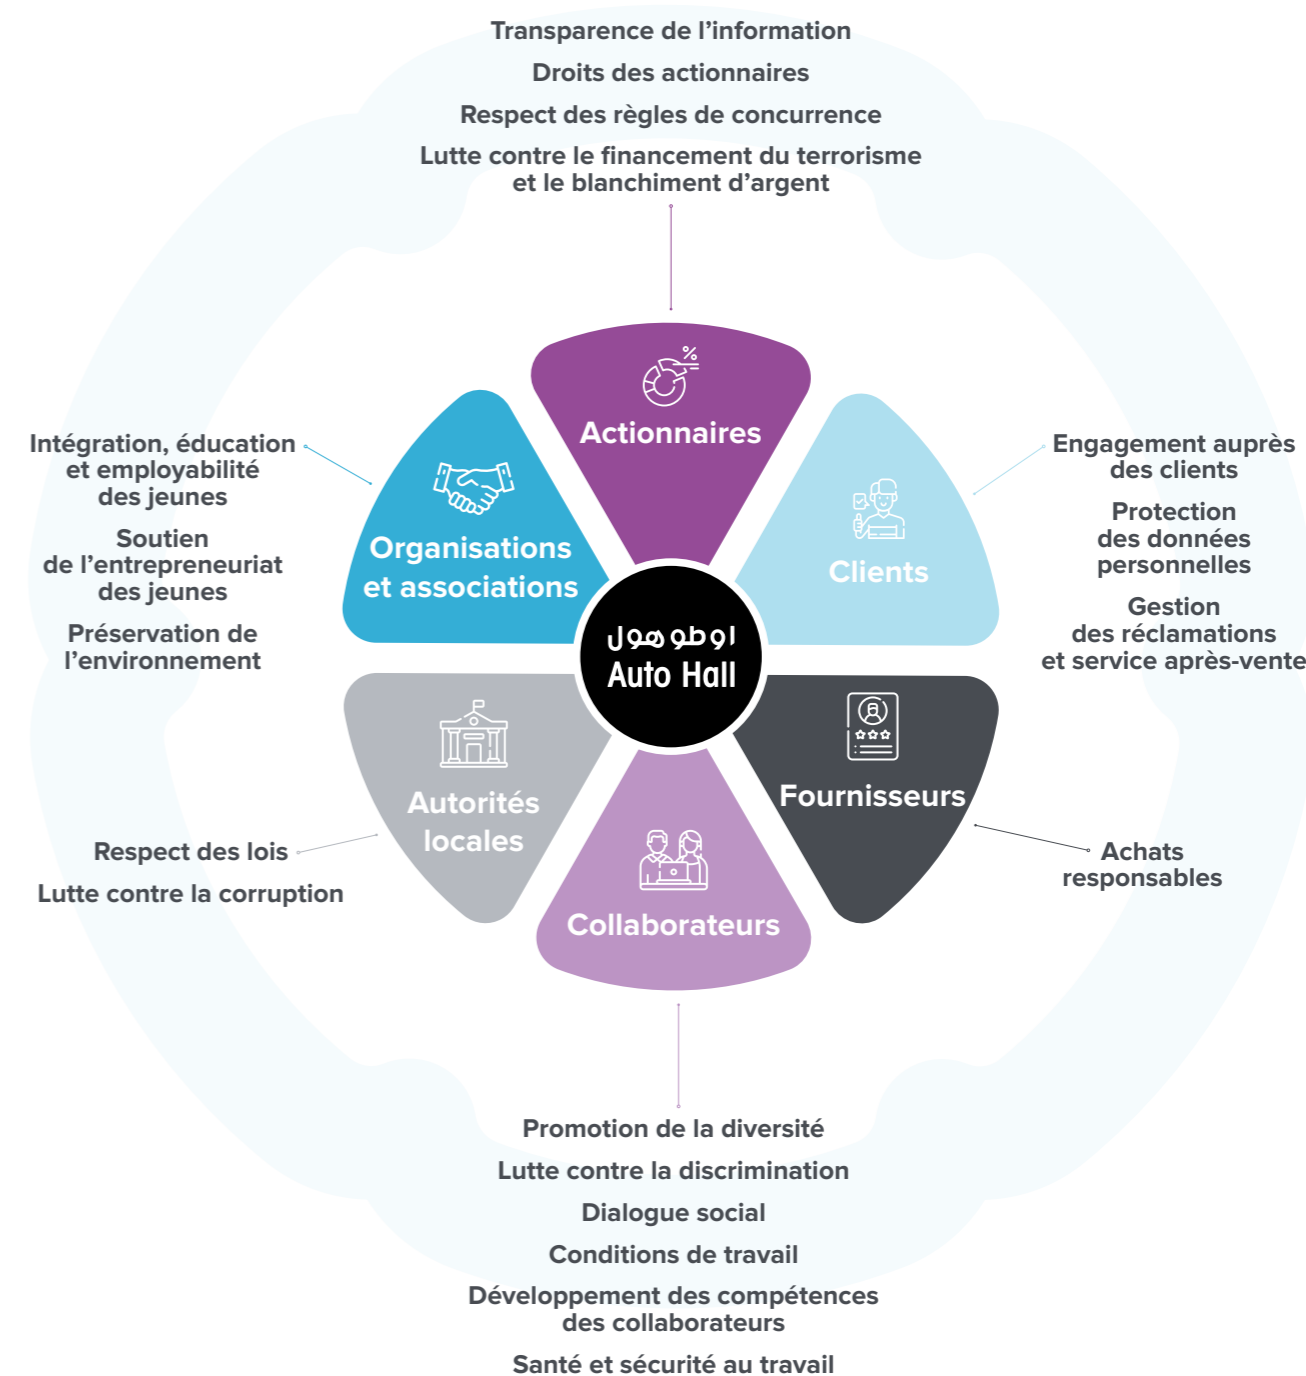 Transparence de l’information
Droits des actionnaires
Respect des règles de concurrence
Lutte contre le financement du terrorisme
et le blanchiment d’argent
Actionnaires
Intégration, éducation
et employabilité
des jeunes
Soutien
de l’entrepreneuriat
des jeunes
Préservation de
l’environnement
Organisations
et associations
Clients
Engagement auprès
des clients
Protection
des données
personnelles
Gestion
des réclamations
et service après-vente
اوطوهول
Auto Hall
Autorités
locales
Respect des lois
Lutte contre la corruption
Fournisseurs
Achats
responsables
Collaborateurs
Promotion de la diversité
Lutte contre la discrimination
Dialogue social
Conditions de travail
Développement des compétences
des collaborateurs
Santé et sécurité au travail